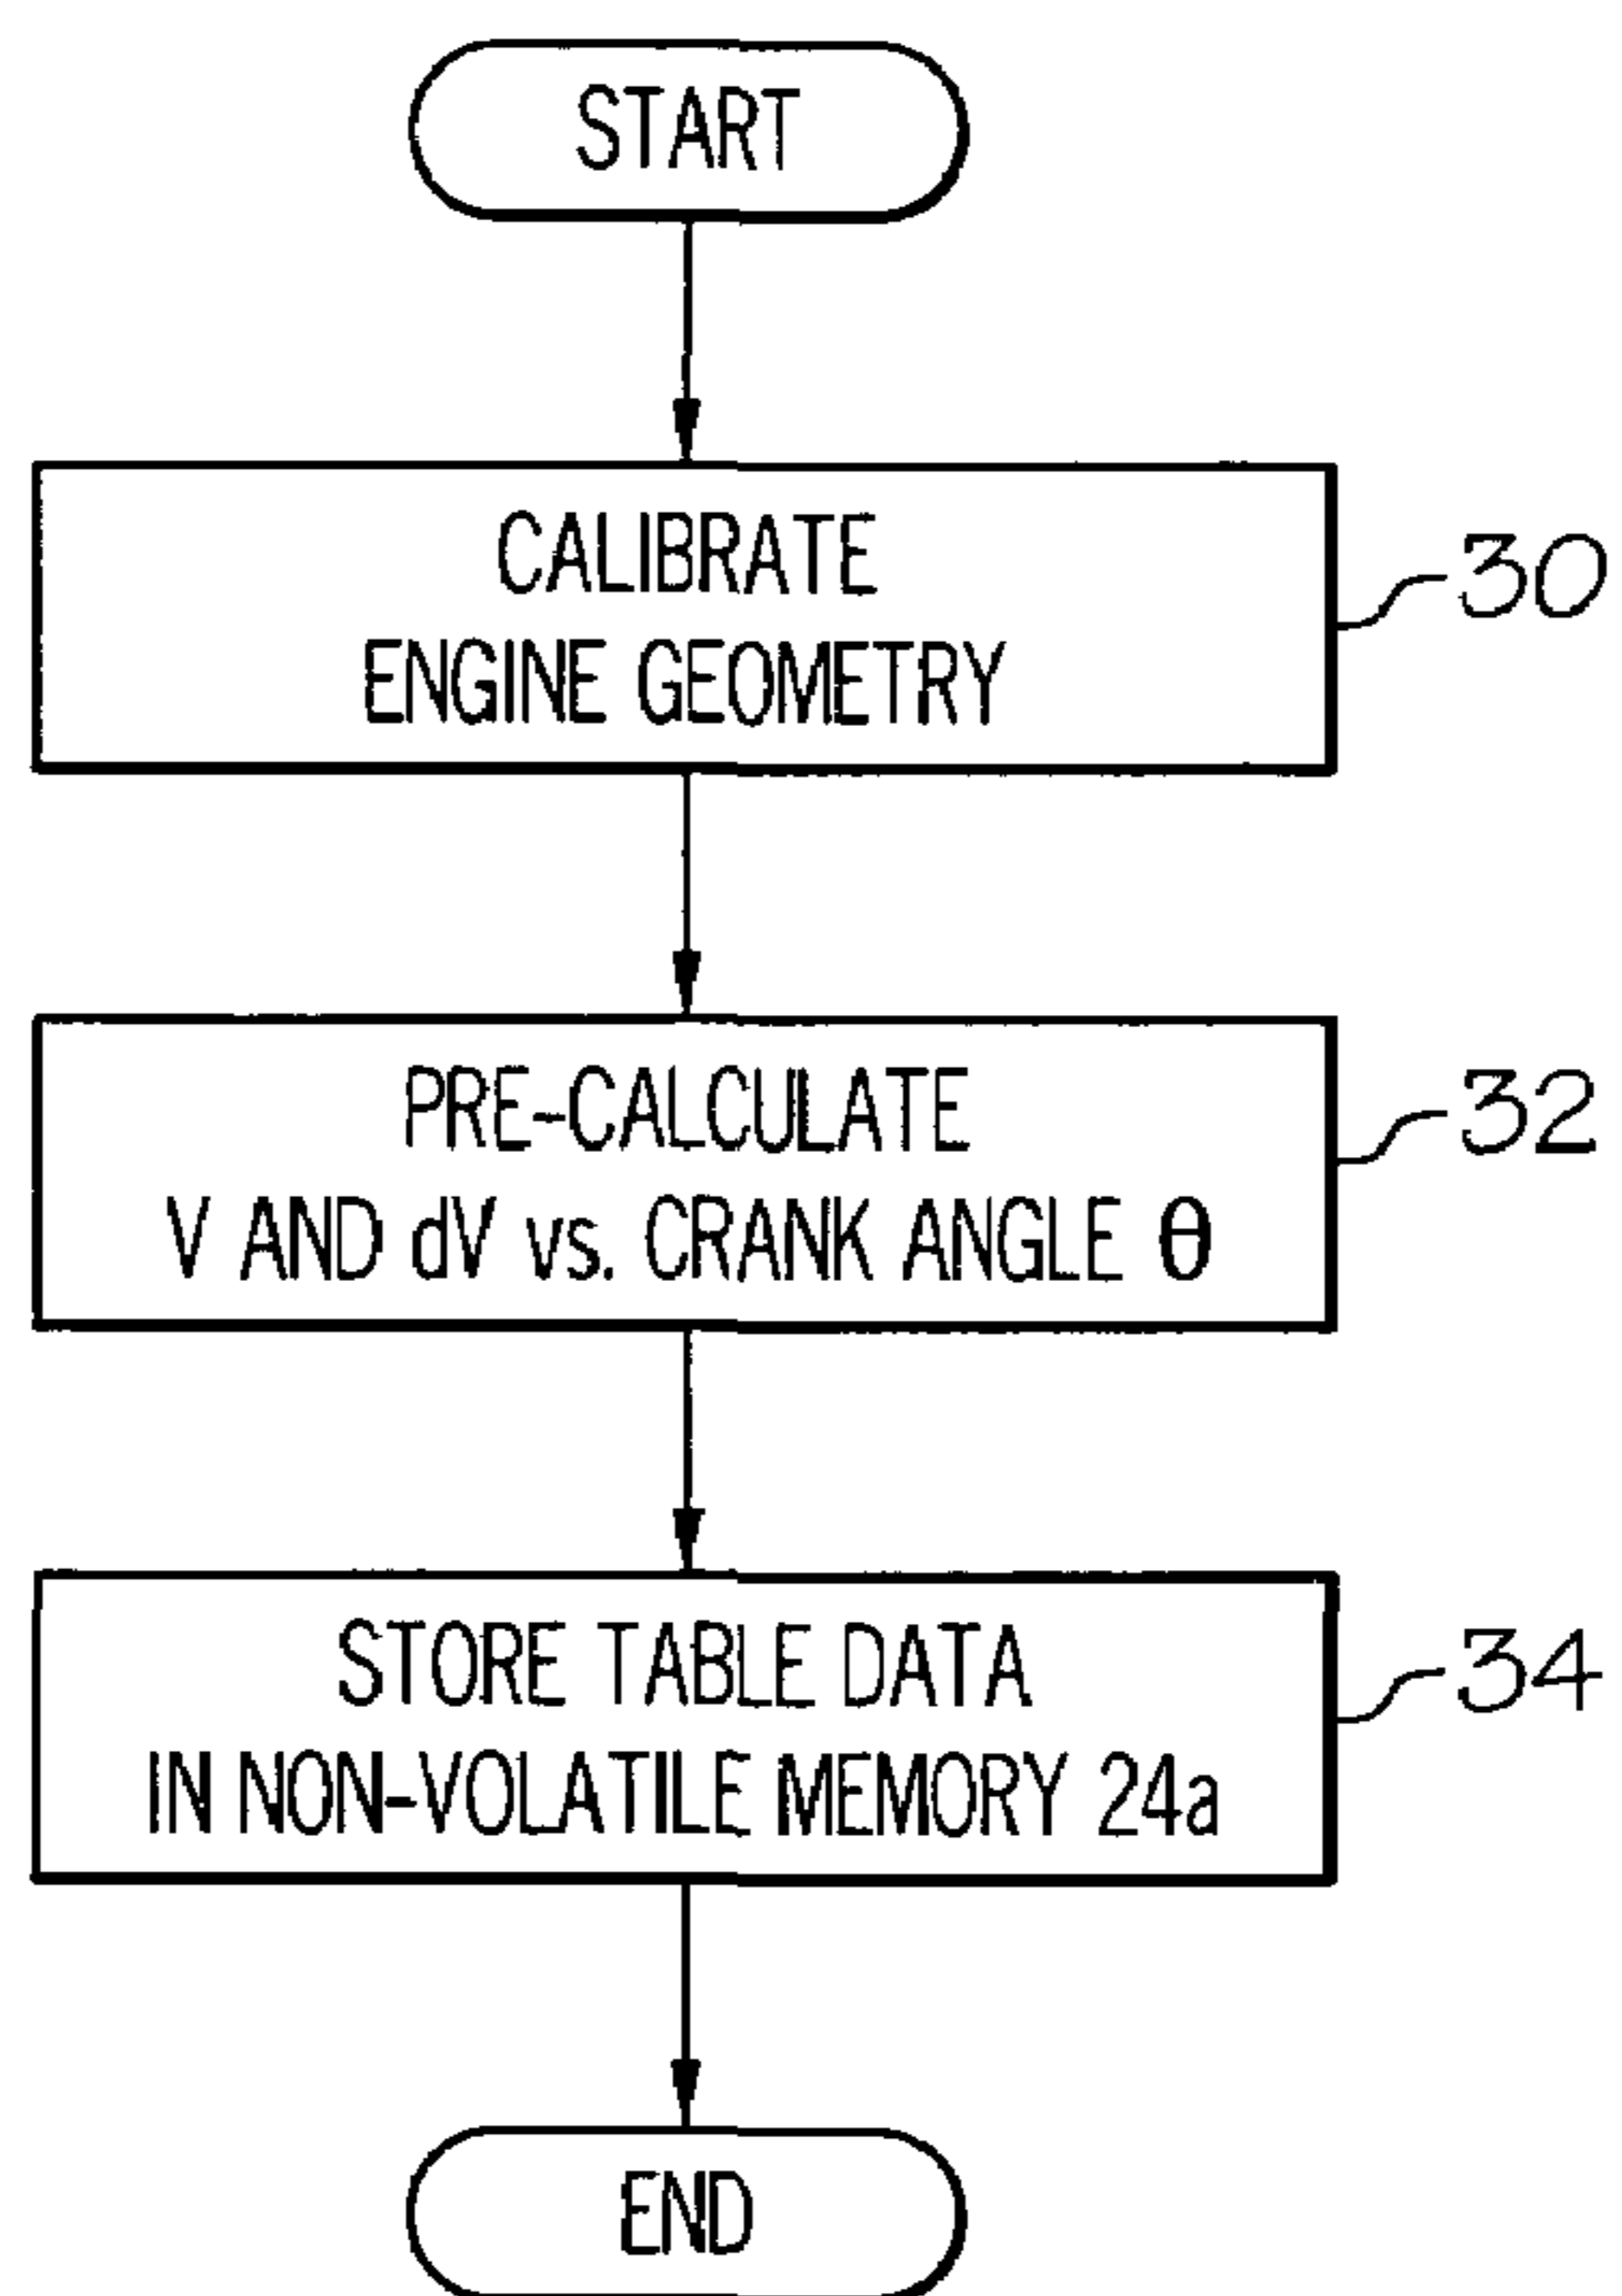 START
CALIBRATE
ENGINE GEOMETRY
30
PRE-CALCULATE
V AND dV vs. CRANK ANGLE θ
32
STORE TABLE DATA
IN NON-VOLATILE MEMORY 24a
34
END